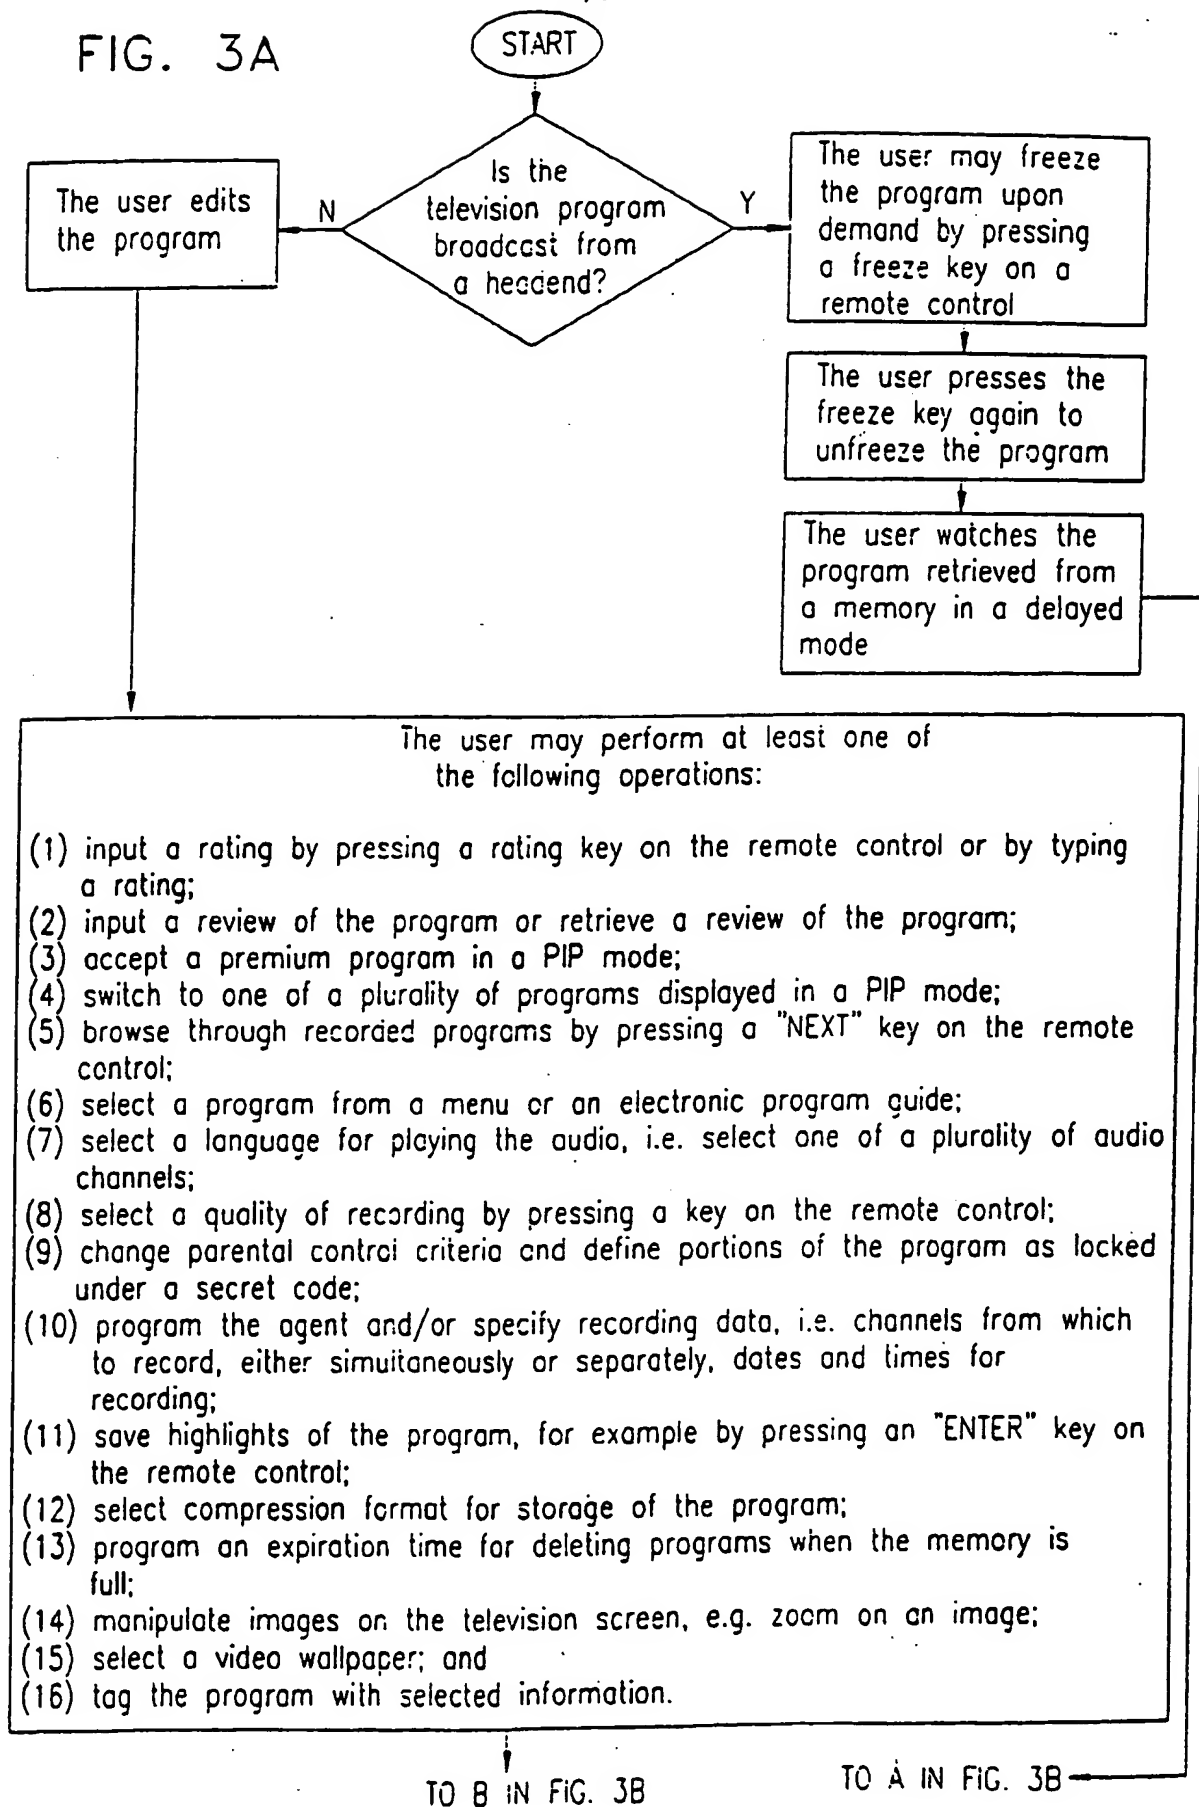 FIG. 3A
START
Is the
television program
broadcast from
a headend?
N
Y
The user edits
the program
The user may freeze
the program upon
demand by pressing
a freeze key on a
remote control
The user presses the
freeze key again to
unfreeze the program
The user watches the
program retrieved from
a memory in a delayed
mode
The user may perform at least one of
the following operations:
(1) input a rating by pressing a rating key on the remote control or by typing
a rating;
(2) input a review of the program or retrieve a review of the program;
(3) accept a premium program in a PIP mode;
(4) switch to one of a plurality of programs displayed in a PIP mode;
(5) browse through recorded programs by pressing a "NEXT" key on the remote
control;
(6) select a program from a menu or an electronic program guide;
(7) select a language for playing the audio, i.e. select one of a plurality of audio
channels;
(8) select a quality of recording by pressing a key on the remote control;
(9) change parental control criteria and define portions of the program as locked
under a secret code;
(10) program the agent and/or specify recording data, i.e. channels from which
to record, either simultaneously or separately, dates and times for
recording;
(11) save highlights of the program, for example by pressing an "ENTER" key on
the remote control;
(12) select compression format for storage of the program;
(13) program an expiration time for deleting programs when the memory is
full;
(14) manipulate images on the television screen, e.g. zoom on an image;
(15) select a video wallpaper; and
(16) tag the program with selected information.
TO B IN FIG. 3B
TO A IN FIG. 3B